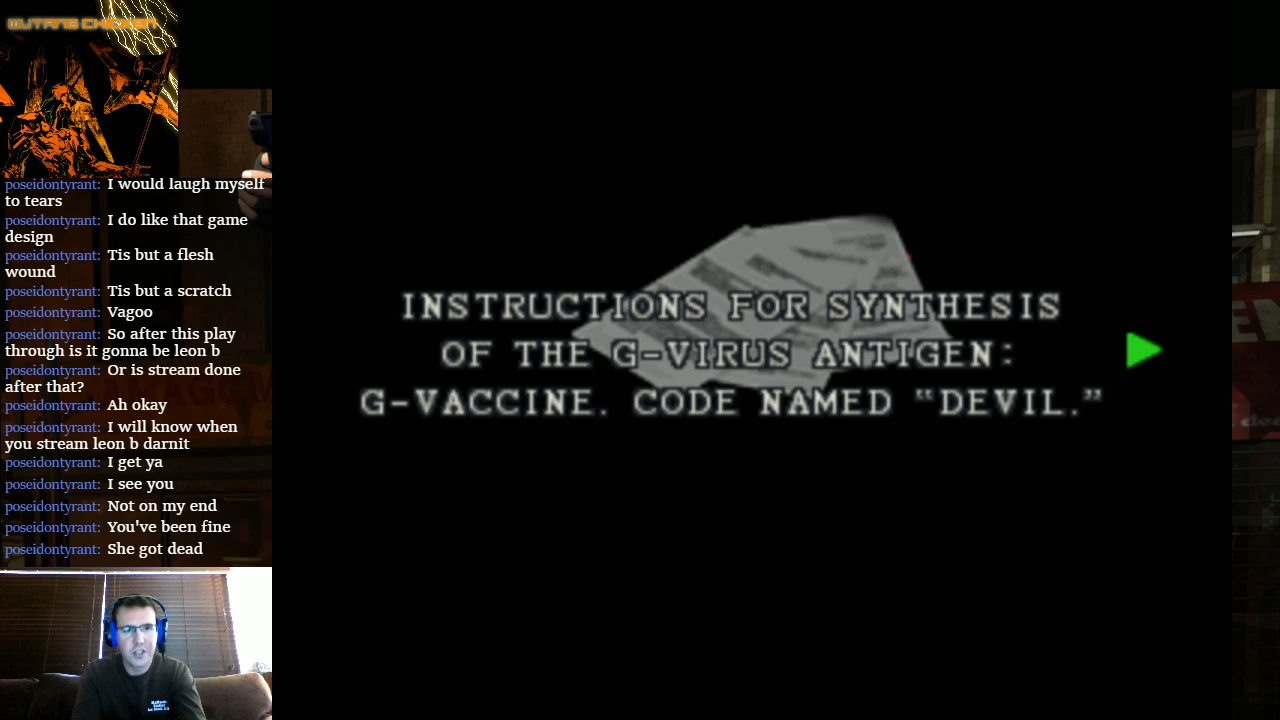 WUTANG CHICKEN
poseidontyrant: I would laugh myself
to tears
poseidontyrant: I do like that game
design
poseidontyrant: Tis but a flesh
wound
poseidontyrant: Tis but a scratch
poseidontyrant: Vagoo
poseidontyrant: So after this play
through is it gonna be leon b
poseidontyrant: Or is stream done
after that?
poseidontyrant: Ah okay
poseidontyrant: I will know when
you stream leon b darnit
poseidontyrant: I get ya
poseidontyrant: I see you
poseidontyrant: Not on my end
poseidontyrant: You've been fine
poseidontyrant: She got dead
INSTRUCTIONS FOR SYNTHESIS
OF THE G-VIRUS ANTIGEN:
G-VACCINE. CODE NAMED “DEVIL.”